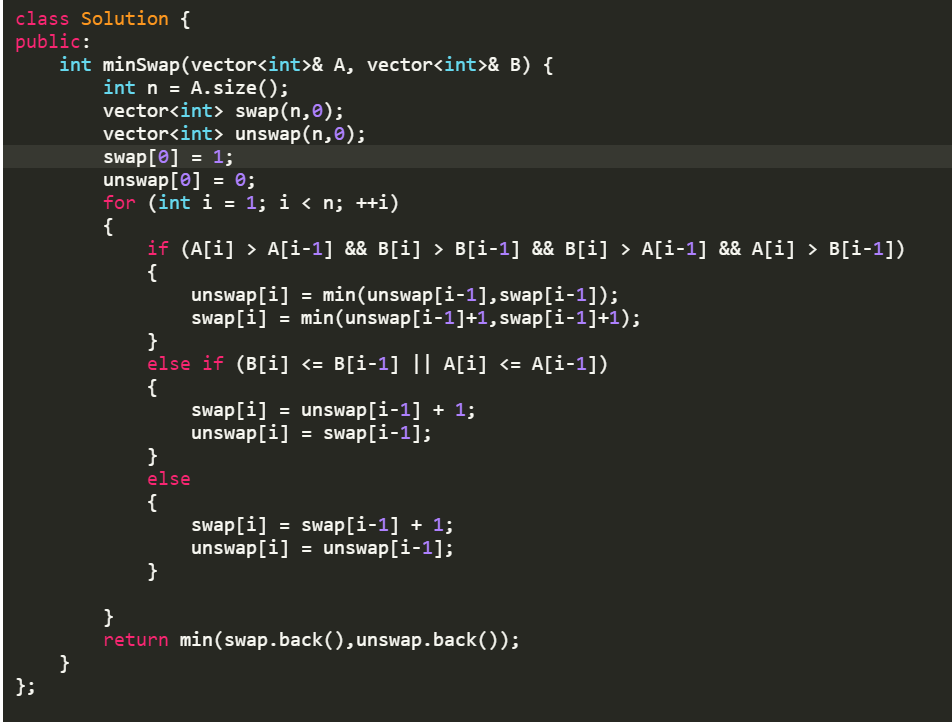 class Solution {
public:
    int minSwap(vector<int>& A, vector<int>& B) {
        int n = A.size();
        vector<int> swap(n,0);
        vector<int> unswap(n,0);
        swap[0] = 1;
        unswap[0] = 0;
        for (int i = 1; i < n; ++i)
        {
            if (A[i] > A[i-1] && B[i] > B[i-1] && B[i] > A[i-1] && A[i] > B[i-1])
            {
                unswap[i] = min(unswap[i-1],swap[i-1]);
                swap[i] = min(unswap[i-1]+1,swap[i-1]+1);
            }
            else if (B[i] <= B[i-1] || A[i] <= A[i-1])
            {
                swap[i] = unswap[i-1] + 1;
                unswap[i] = swap[i-1];
            }
            else
            {
                swap[i] = swap[i-1] + 1;
                unswap[i] = unswap[i-1];
            }
        }
        return min(swap.back(),unswap.back());
    }
};